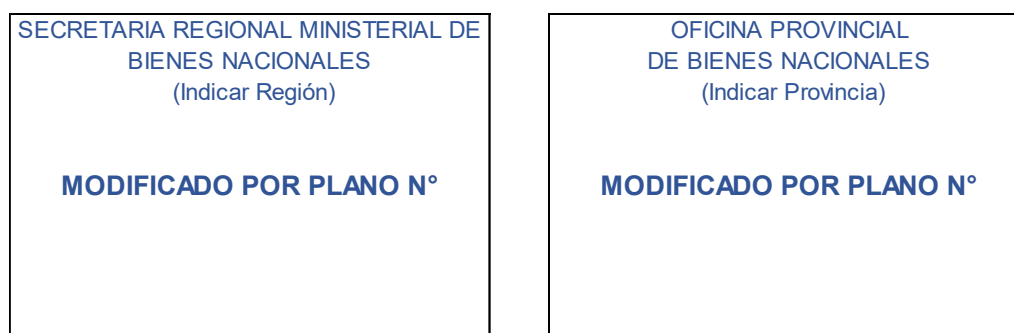 SECRETARIA REGIONAL MINISTERIAL DE
BIENES NACIONALES
(Indicar Región)
MODIFICADO POR PLANO N°
OFICINA PROVINCIAL
DE BIENES NACIONALES
(Indicar Provincia)
MODIFICADO POR PLANO N°